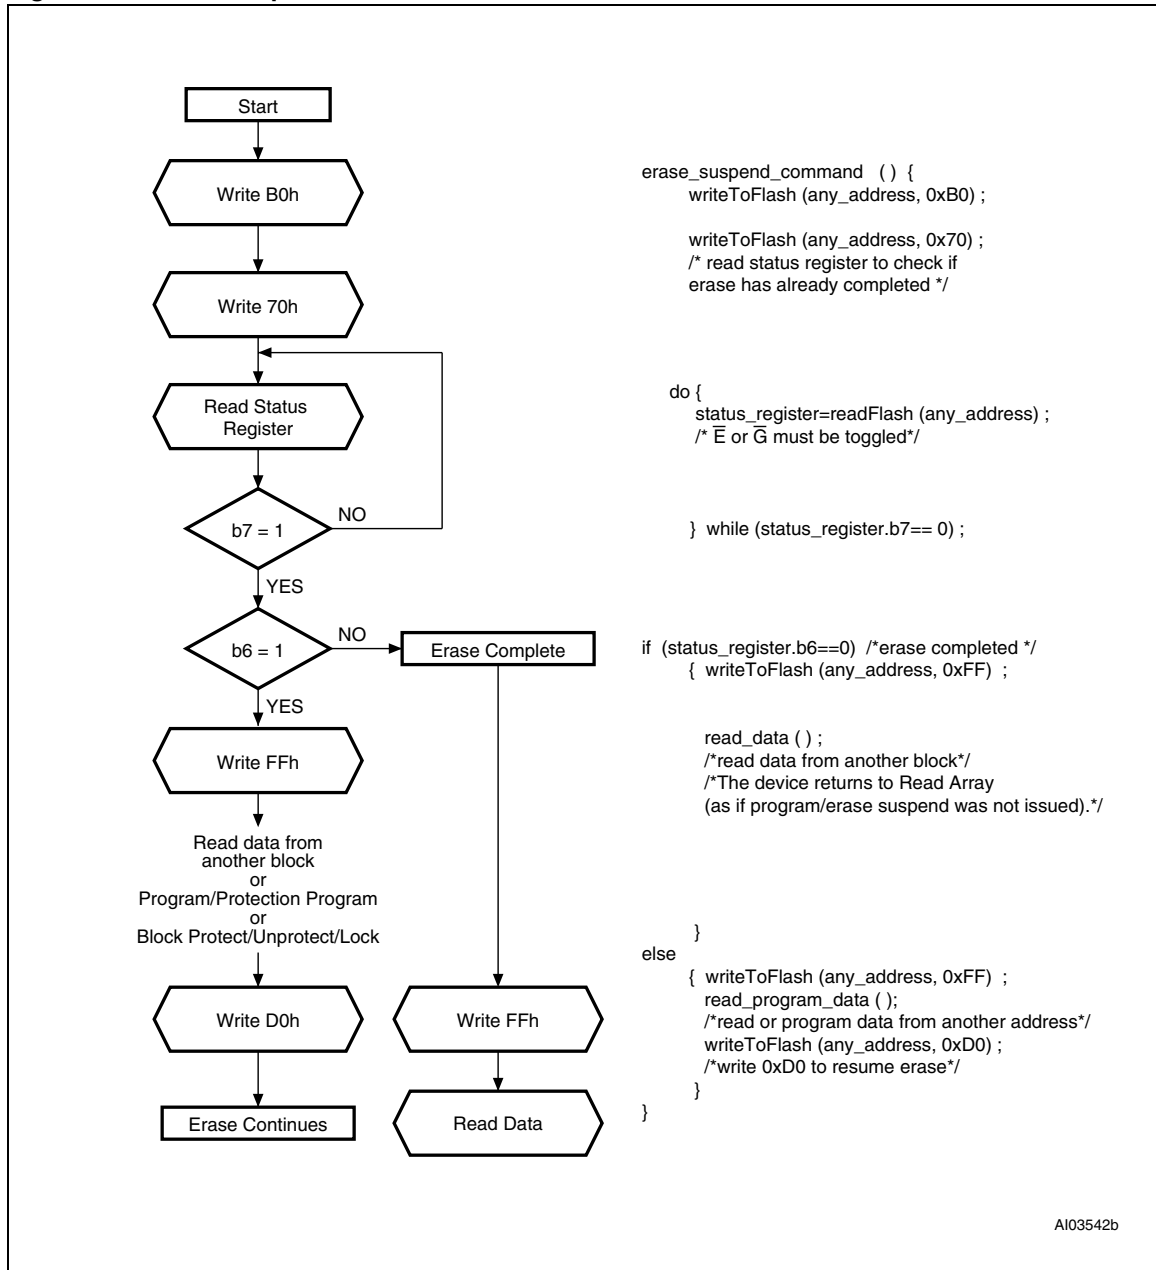 Start
Write B0h
Write 70h
Read Status
Register
b7 = 1
NO
YES
b6 = 1
NO
Erase Complete
YES
Write FFh
Read data from
another block
or
Program/Protection Program
or
Block Protect/Unprotect/Lock
Write D0h
Write FFh
Erase Continues
Read Data
erase_suspend_command ( ) {
writeToFlash (any_address, 0xB0) ;
writeToFlash (any_address, 0x70) ;
/* read status register to check if
erase has already completed */
do {
status_register=readFlash (any_address) ;
/* E̅ or G̅ must be toggled*/
} while (status_register.b7== 0) ;
if (status_register.b6==0) /*erase completed */
{ writeToFlash (any_address, 0xFF) ;
read_data ( ) ;
/*read data from another block*/
/*The device returns to Read Array
(as if program/erase suspend was not issued).*/
}
else
{ writeToFlash (any_address, 0xFF) ;
read_program_data ( );
/*read or program data from another address*/
writeToFlash (any_address, 0xD0) ;
/*write 0xD0 to resume erase*/
}
}
AI03542b